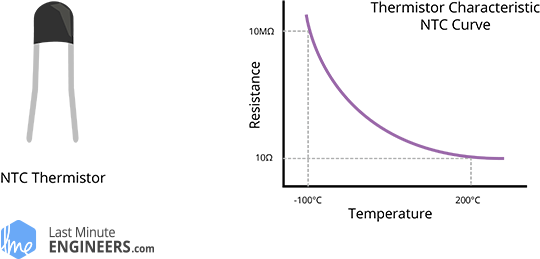 Thermistor Characteristic
NTC Curve
10MΩ
Resistance
10Ω
-100°C
200°C
Temperature
NTC Thermistor
lme
Last Minute
ENGINEERS.com